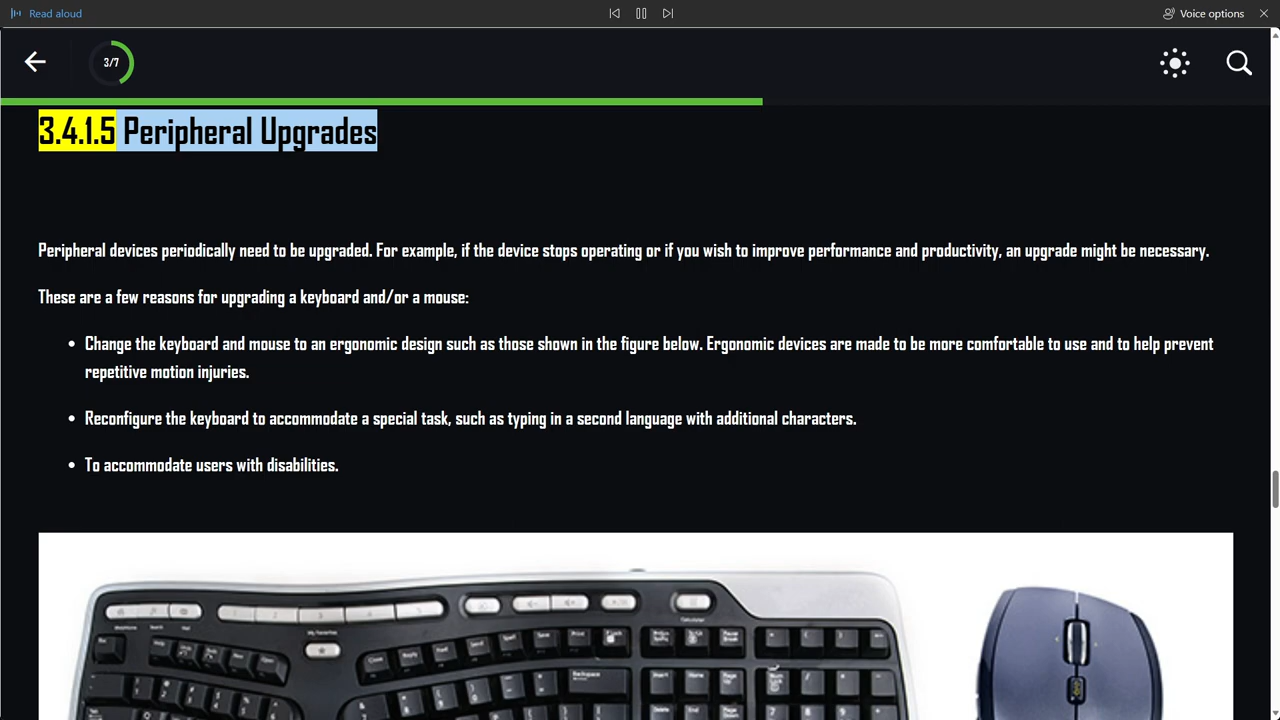 Read aloud
Voice options
3/7
3.4.1.5 Peripheral Upgrades
Peripheral devices periodically need to be upgraded. For example, if the device stops operating or if you wish to improve performance and productivity, an upgrade might be necessary.
These are a few reasons for upgrading a keyboard and/or a mouse:
• Change the keyboard and mouse to an ergonomic design such as those shown in the figure below. Ergonomic devices are made to be more comfortable to use and to help prevent
repetitive motion injuries.
• Reconfigure the keyboard to accommodate a special task, such as typing in a second language with additional characters.
• To accommodate users with disabilities.
Calculator
My Favorites
Backspace